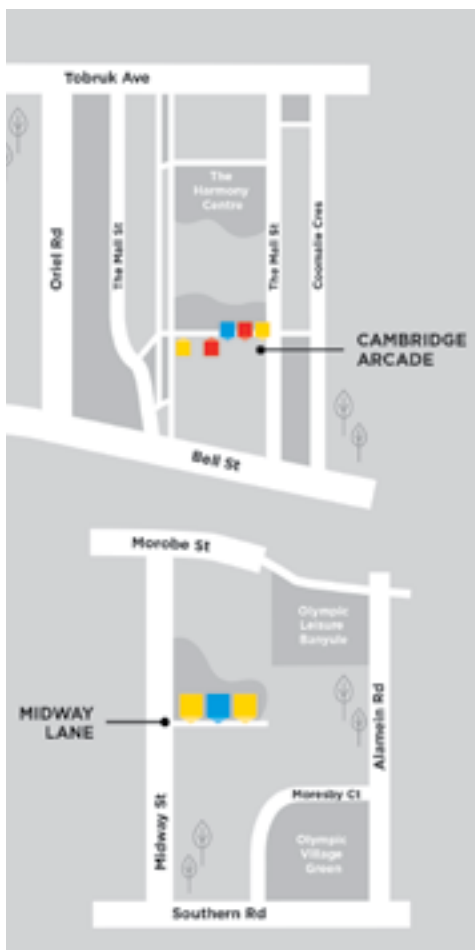 Tobruk Ave
The
Harmony
Centre
Oriel Rd
The Mall St
The Mall St
Coomalie Cres
CAMBRIDGE
ARCADE
Bell St
Morobe St
Olympic
Leisure
Banyule
MIDWAY
LANE
Alamein Rd
Moresby Ct
Midway St
Olympic
Village
Green
Southern Rd